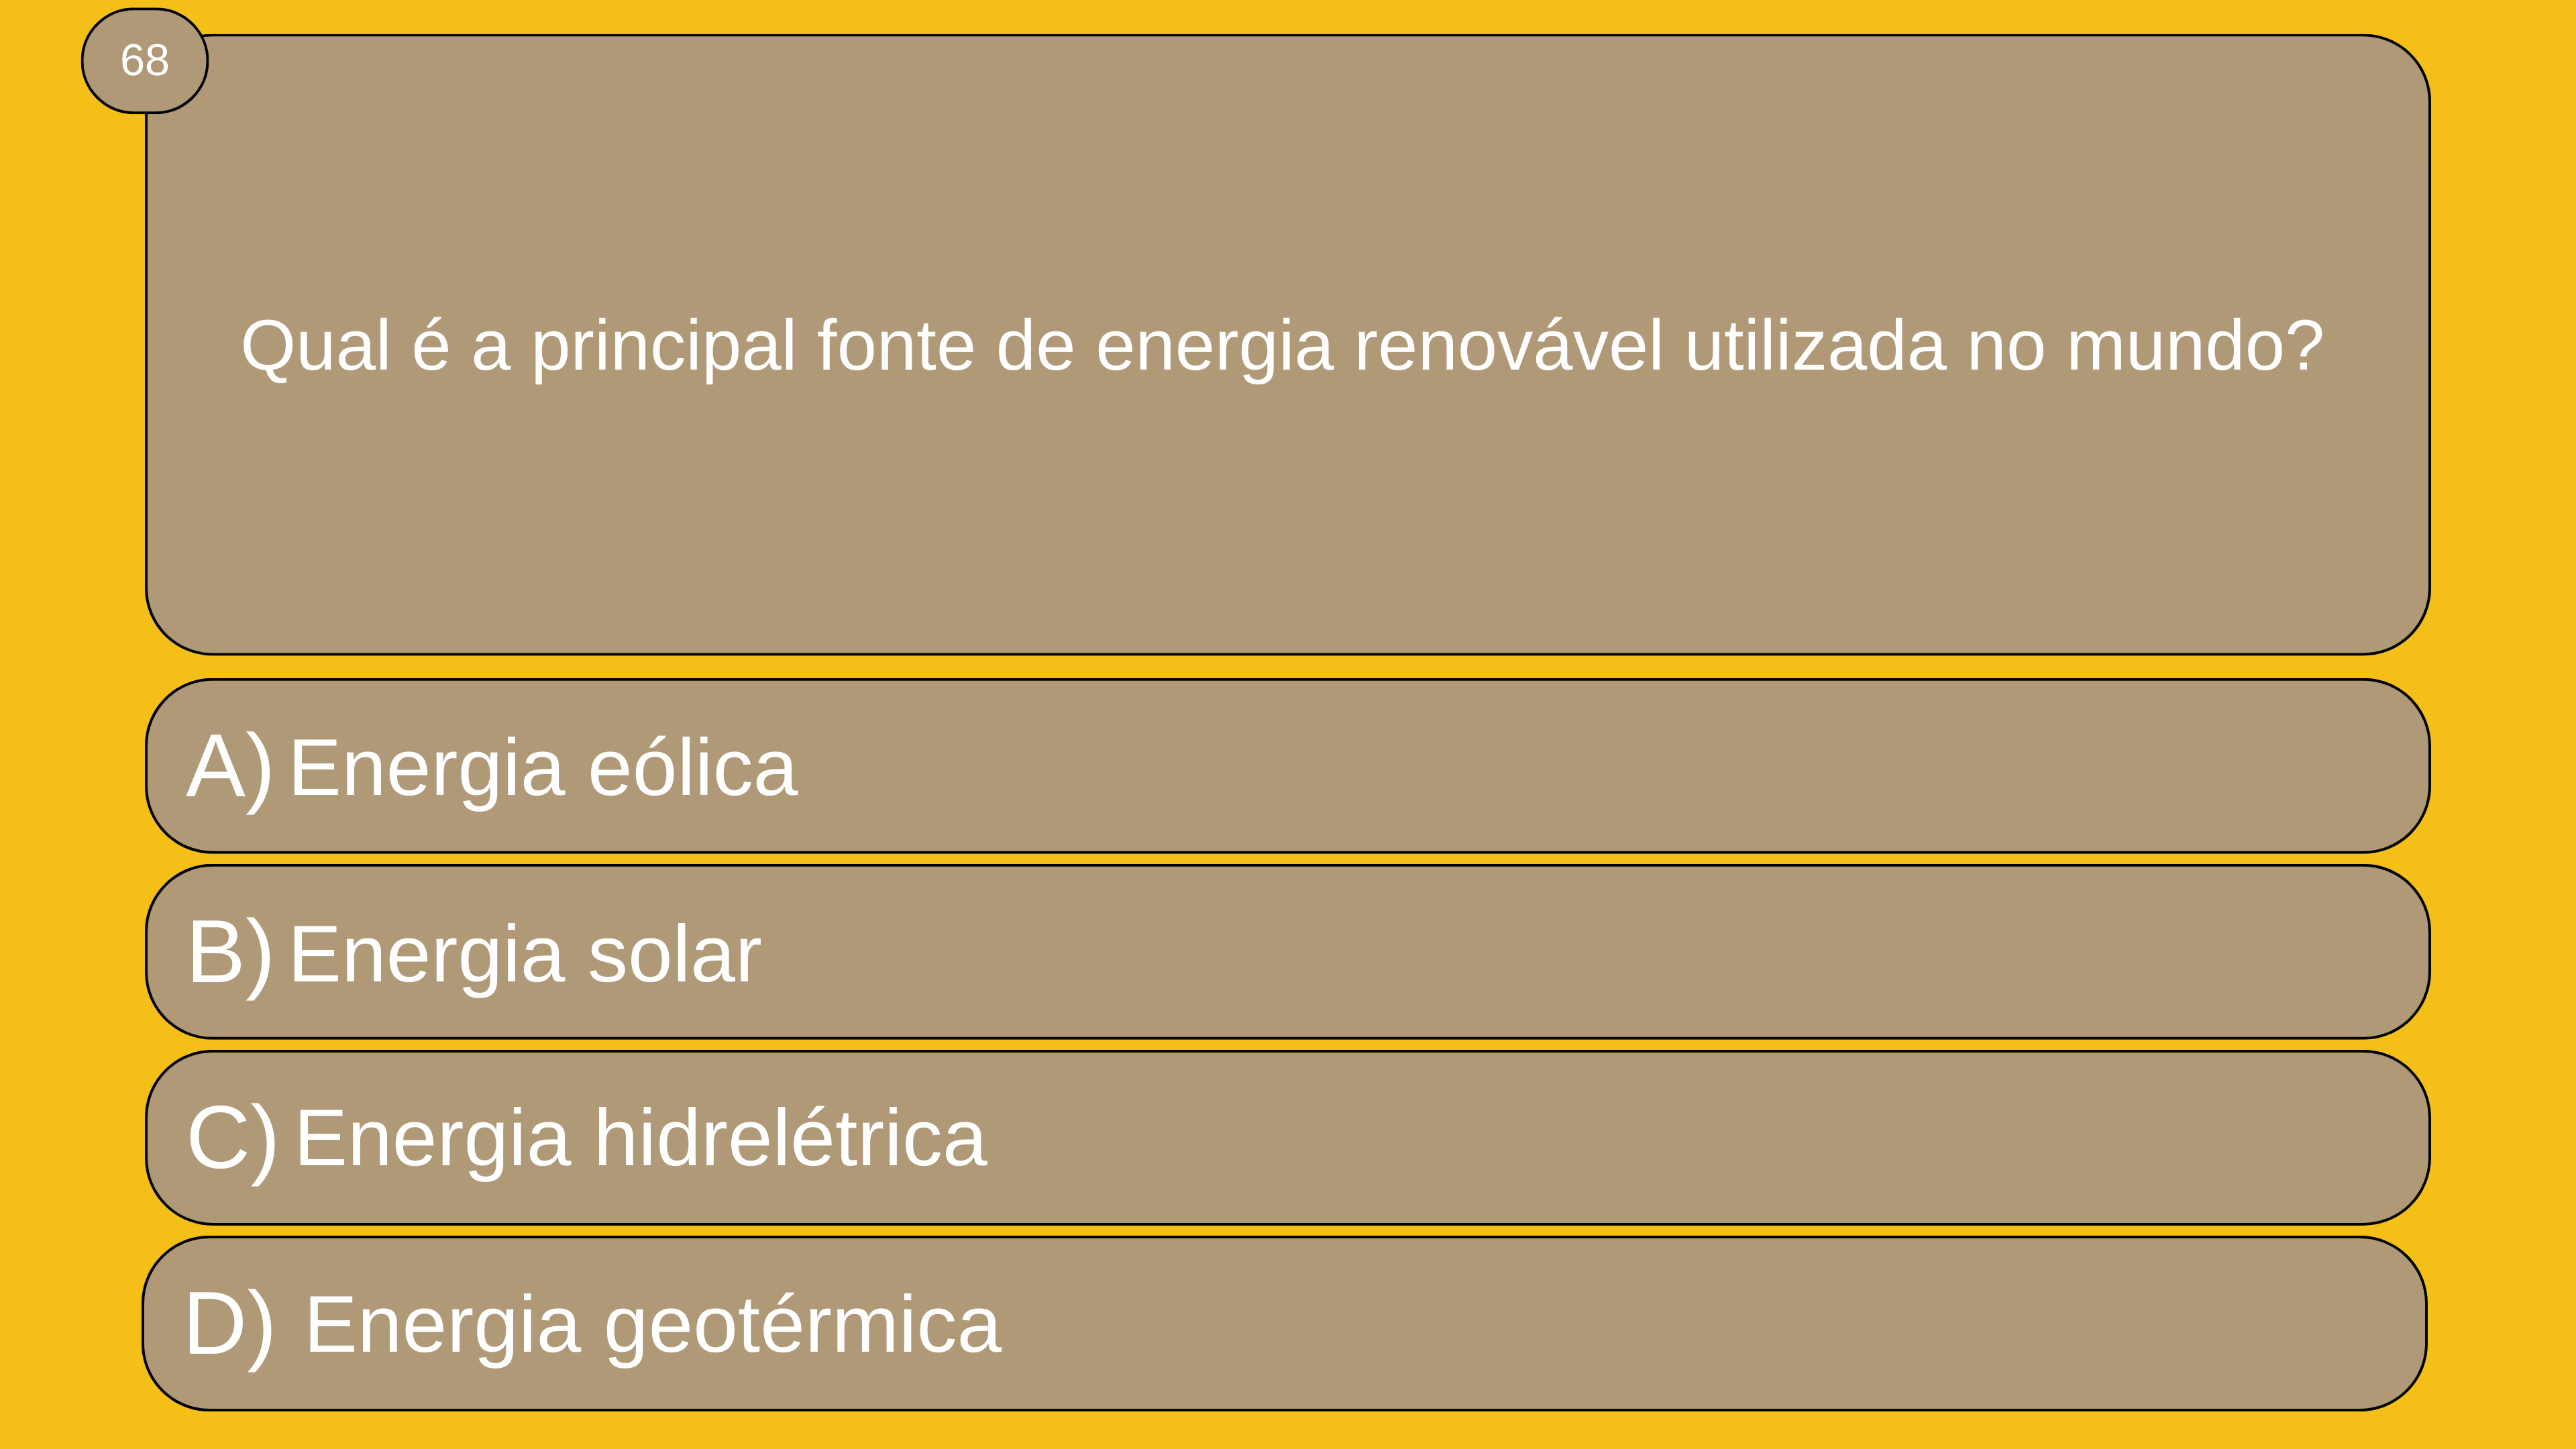 68
Qual é a principal fonte de energia renovável utilizada no mundo?
A) Energia eólica
B) Energia solar
C) Energia hidrelétrica
D) Energia geotérmica